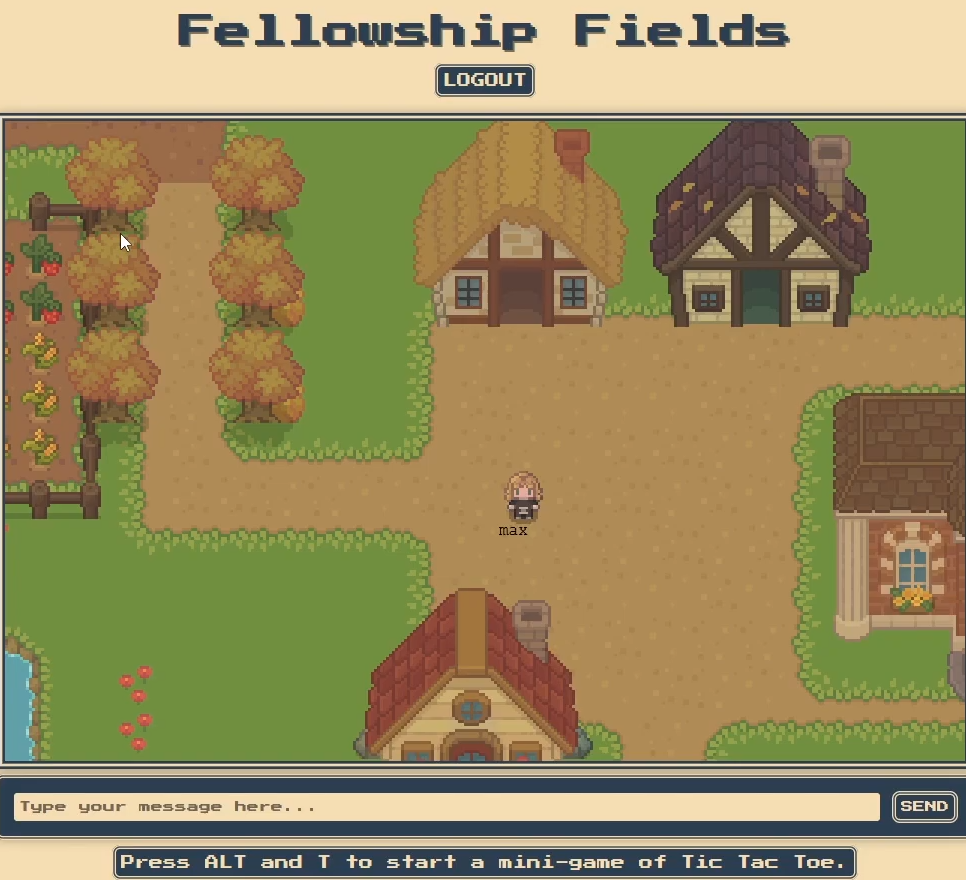 Fellowship Fields
LOGOUT
max
Type your message here...
SEND
Press ALT and T to start a mini-game of Tic Tac Toe.